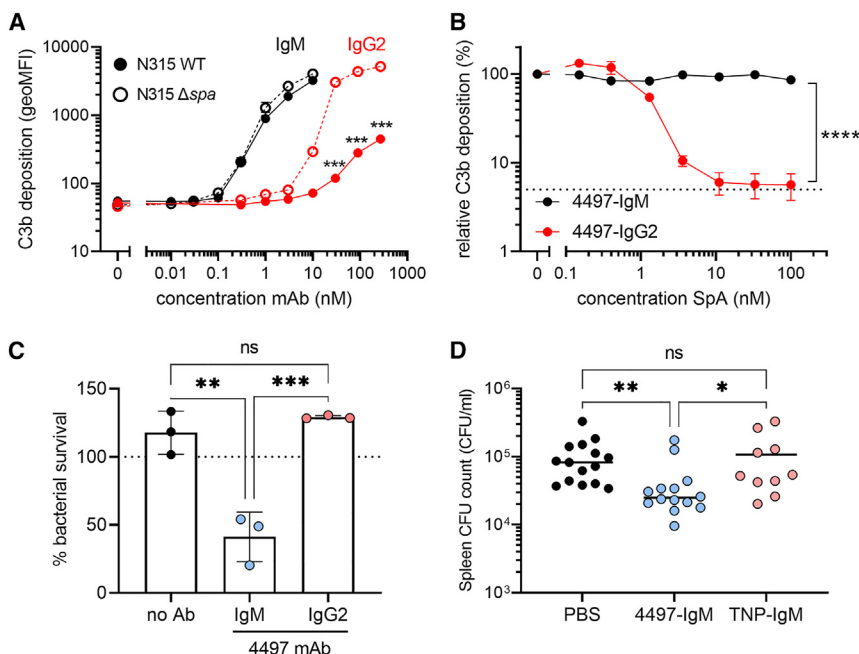 A
C3b deposition (geoMFI)
10000
1000
100
10
N315 WT
N315 Δspa
IgM
IgG2
***
***
***
0
0.01
0.1
1
10
100
1000
concentration mAb (nM)
B
relative C3b deposition (%)
100
10
1
****
4497-IgM
4497-IgG2
0
0.1
1
10
100
concentration SpA (nM)
C
% bacterial survival
150
100
50
0
ns
**
***
no Ab
IgM
IgG2
4497 mAb
D
Spleen CFU count (CFU/ml)
10⁶
10⁵
10⁴
10³
ns
**
*
PBS
4497-IgM
TNP-IgM